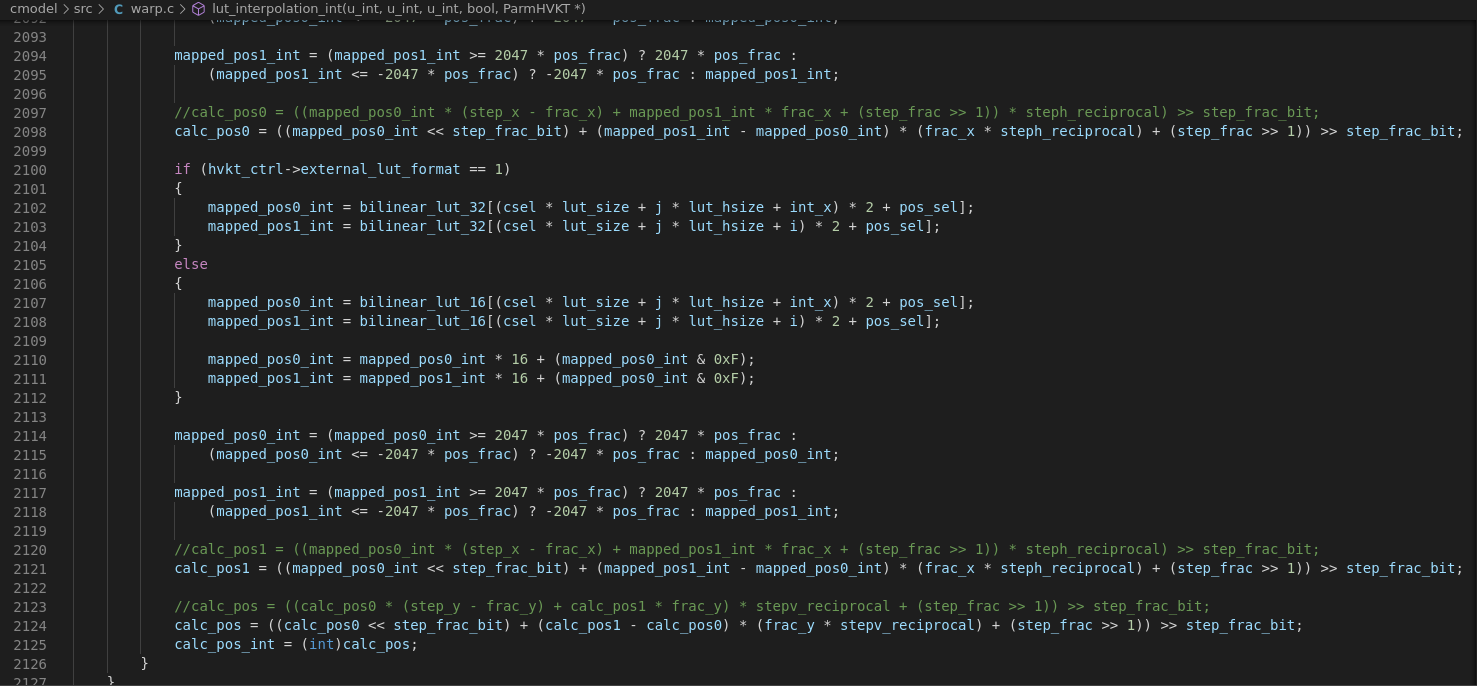 cmodel > src > C warp.c > lut_interpolation_int(u_int, u_int, u_int, bool, ParmHVKT *)
2093
2094 mapped_pos1_int = (mapped_pos1_int >= 2047 * pos_frac) ? 2047 * pos_frac :
2095 (mapped_pos1_int <= -2047 * pos_frac) ? -2047 * pos_frac : mapped_pos1_int;
2096
2097 //calc_pos0 = ((mapped_pos0_int * (step_x - frac_x) + mapped_pos1_int * frac_x + (step_frac >> 1)) * steph_reciprocal) >> step_frac_bit;
2098 calc_pos0 = ((mapped_pos0_int << step_frac_bit) + (mapped_pos1_int - mapped_pos0_int) * (frac_x * steph_reciprocal) + (step_frac >> 1)) >> step_frac_bit;
2099
2100 if (hvkt_ctrl->external_lut_format == 1)
2101 {
2102 mapped_pos0_int = bilinear_lut_32[(csel * lut_size + j * lut_hsize + int_x) * 2 + pos_sel];
2103 mapped_pos1_int = bilinear_lut_32[(csel * lut_size + j * lut_hsize + i) * 2 + pos_sel];
2104 }
2105 else
2106 {
2107 mapped_pos0_int = bilinear_lut_16[(csel * lut_size + j * lut_hsize + int_x) * 2 + pos_sel];
2108 mapped_pos1_int = bilinear_lut_16[(csel * lut_size + j * lut_hsize + i) * 2 + pos_sel];
2109
2110 mapped_pos0_int = mapped_pos0_int * 16 + (mapped_pos0_int & 0xF);
2111 mapped_pos1_int = mapped_pos1_int * 16 + (mapped_pos0_int & 0xF);
2112 }
2113
2114 mapped_pos0_int = (mapped_pos0_int >= 2047 * pos_frac) ? 2047 * pos_frac :
2115 (mapped_pos0_int <= -2047 * pos_frac) ? -2047 * pos_frac : mapped_pos0_int;
2116
2117 mapped_pos1_int = (mapped_pos1_int >= 2047 * pos_frac) ? 2047 * pos_frac :
2118 (mapped_pos1_int <= -2047 * pos_frac) ? -2047 * pos_frac : mapped_pos1_int;
2119
2120 //calc_pos1 = ((mapped_pos0_int * (step_x - frac_x) + mapped_pos1_int * frac_x + (step_frac >> 1)) * steph_reciprocal) >> step_frac_bit;
2121 calc_pos1 = ((mapped_pos0_int << step_frac_bit) + (mapped_pos1_int - mapped_pos0_int) * (frac_x * steph_reciprocal) + (step_frac >> 1)) >> step_frac_bit;
2122
2123 //calc_pos = ((calc_pos0 * (step_y - frac_y) + calc_pos1 * frac_y) * stepv_reciprocal + (step_frac >> 1)) >> step_frac_bit;
2124 calc_pos = ((calc_pos0 << step_frac_bit) + (calc_pos1 - calc_pos0) * (frac_y * stepv_reciprocal) + (step_frac >> 1)) >> step_frac_bit;
2125 calc_pos_int = (int)calc_pos;
2126 }
2127 }